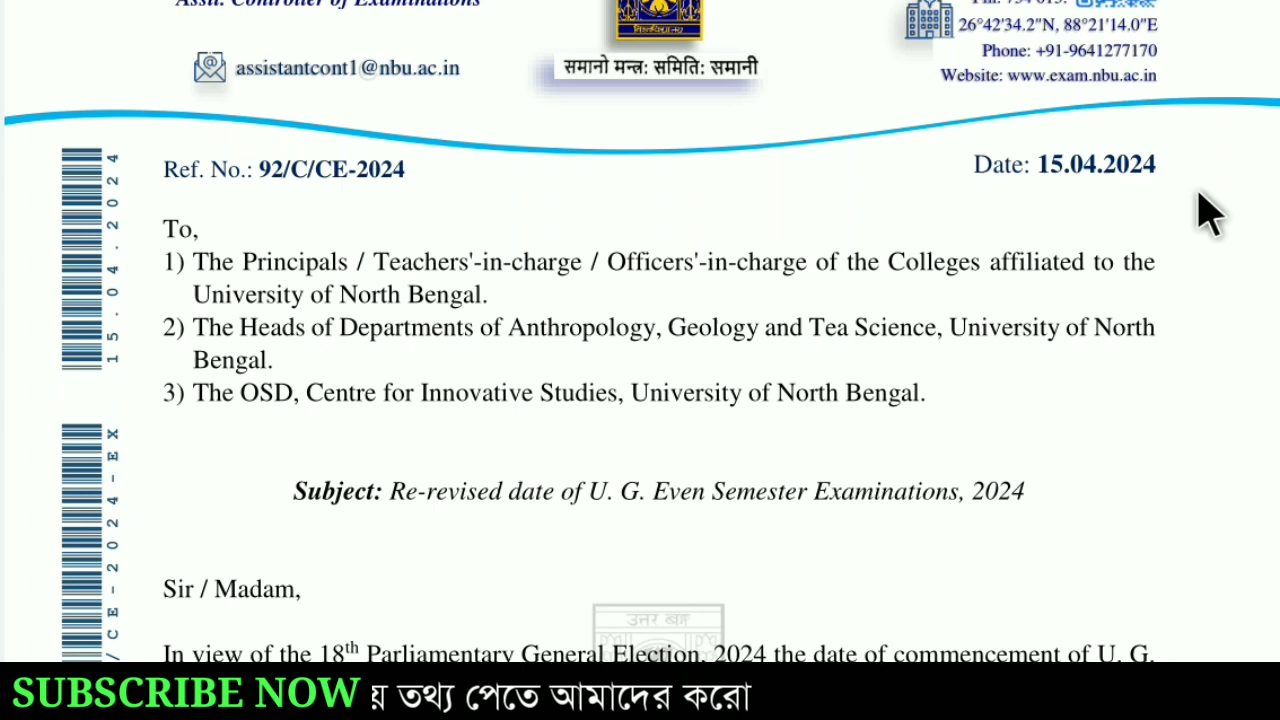 assistantcont1@nbu.ac.in
समानो मन्त्र: समिति: समानी
26°42'34.2"N, 88°21'14.0"E
Phone: +91-9641277170
Website: www.exam.nbu.ac.in
Ref. No.: 92/C/CE-2024
Date: 15.04.2024
15.04.2024
/CE-2024-EX
To,
1) The Principals / Teachers'-in-charge / Officers'-in-charge of the Colleges affiliated to the
University of North Bengal.
2) The Heads of Departments of Anthropology, Geology and Tea Science, University of North
Bengal.
3) The OSD, Centre for Innovative Studies, University of North Bengal.
Subject: Re-revised date of U. G. Even Semester Examinations, 2024
Sir / Madam,
In view of the 18th Parliamentary General Election, 2024 the date of commencement of U. G.
SUBSCRIBE NOW য় তথ্য পেতে আমাদের করো